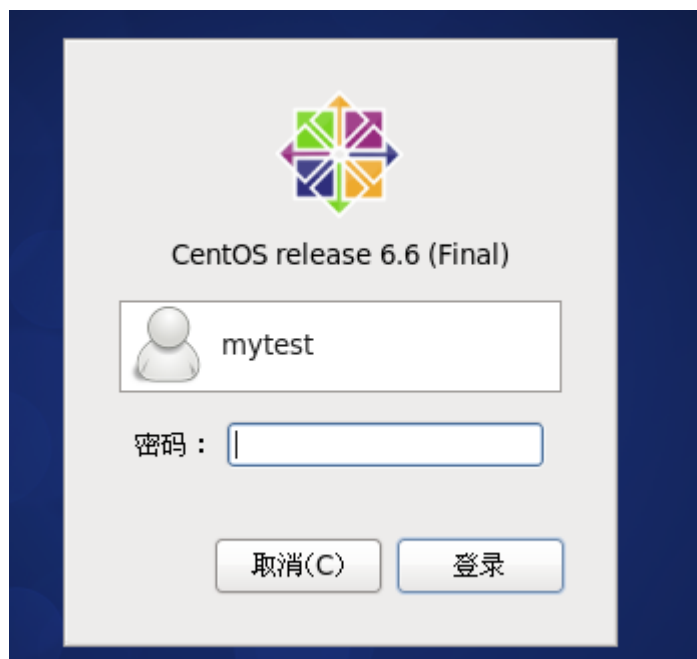 CentOS release 6.6 (Final)
mytest
密码：
取消(C) 登录